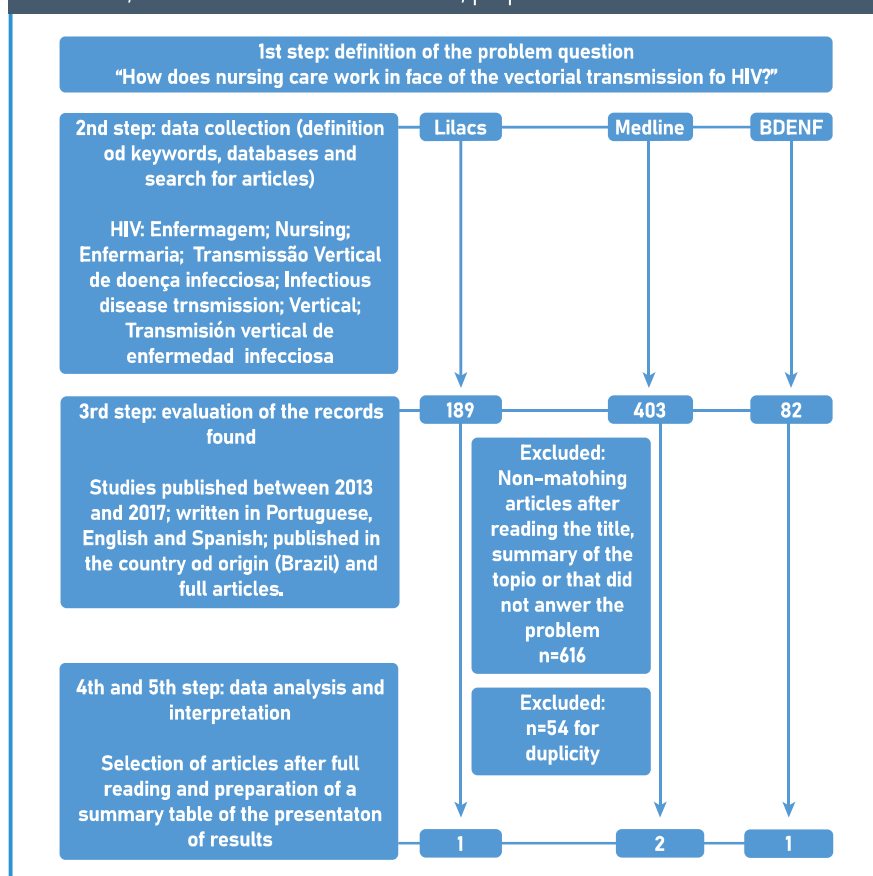 1st step: definition of the problem question
“How does nursing care work in face of the vectorial transmission fo HIV?”
2nd step: data collection (definition
od keywords, databases and
search for articles)
HIV: Enfermagem; Nursing;
Enfermaria; Transmissão Vertical
de doença infecciosa; Infectious
disease trnsmission; Vertical;
Transmisión vertical de
enfermedad infecciosa
Lilacs
Medline
BDENF
3rd step: evaluation of the records
found
Studies published between 2013
and 2017; written in Portuguese,
English and Spanish; published in
the country od origin (Brazil) and
full articles.
189
403
82
Excluded:
Non-matohing
articles after
reading the title,
summary of the
topio or that did
not anwer the
problem
n=616
4th and 5th step: data analysis and
interpretation
Selection of articles after full
reading and preparation of a
summary table of the presentaton
of results
Excluded:
n=54 for
duplicity
1
2
1